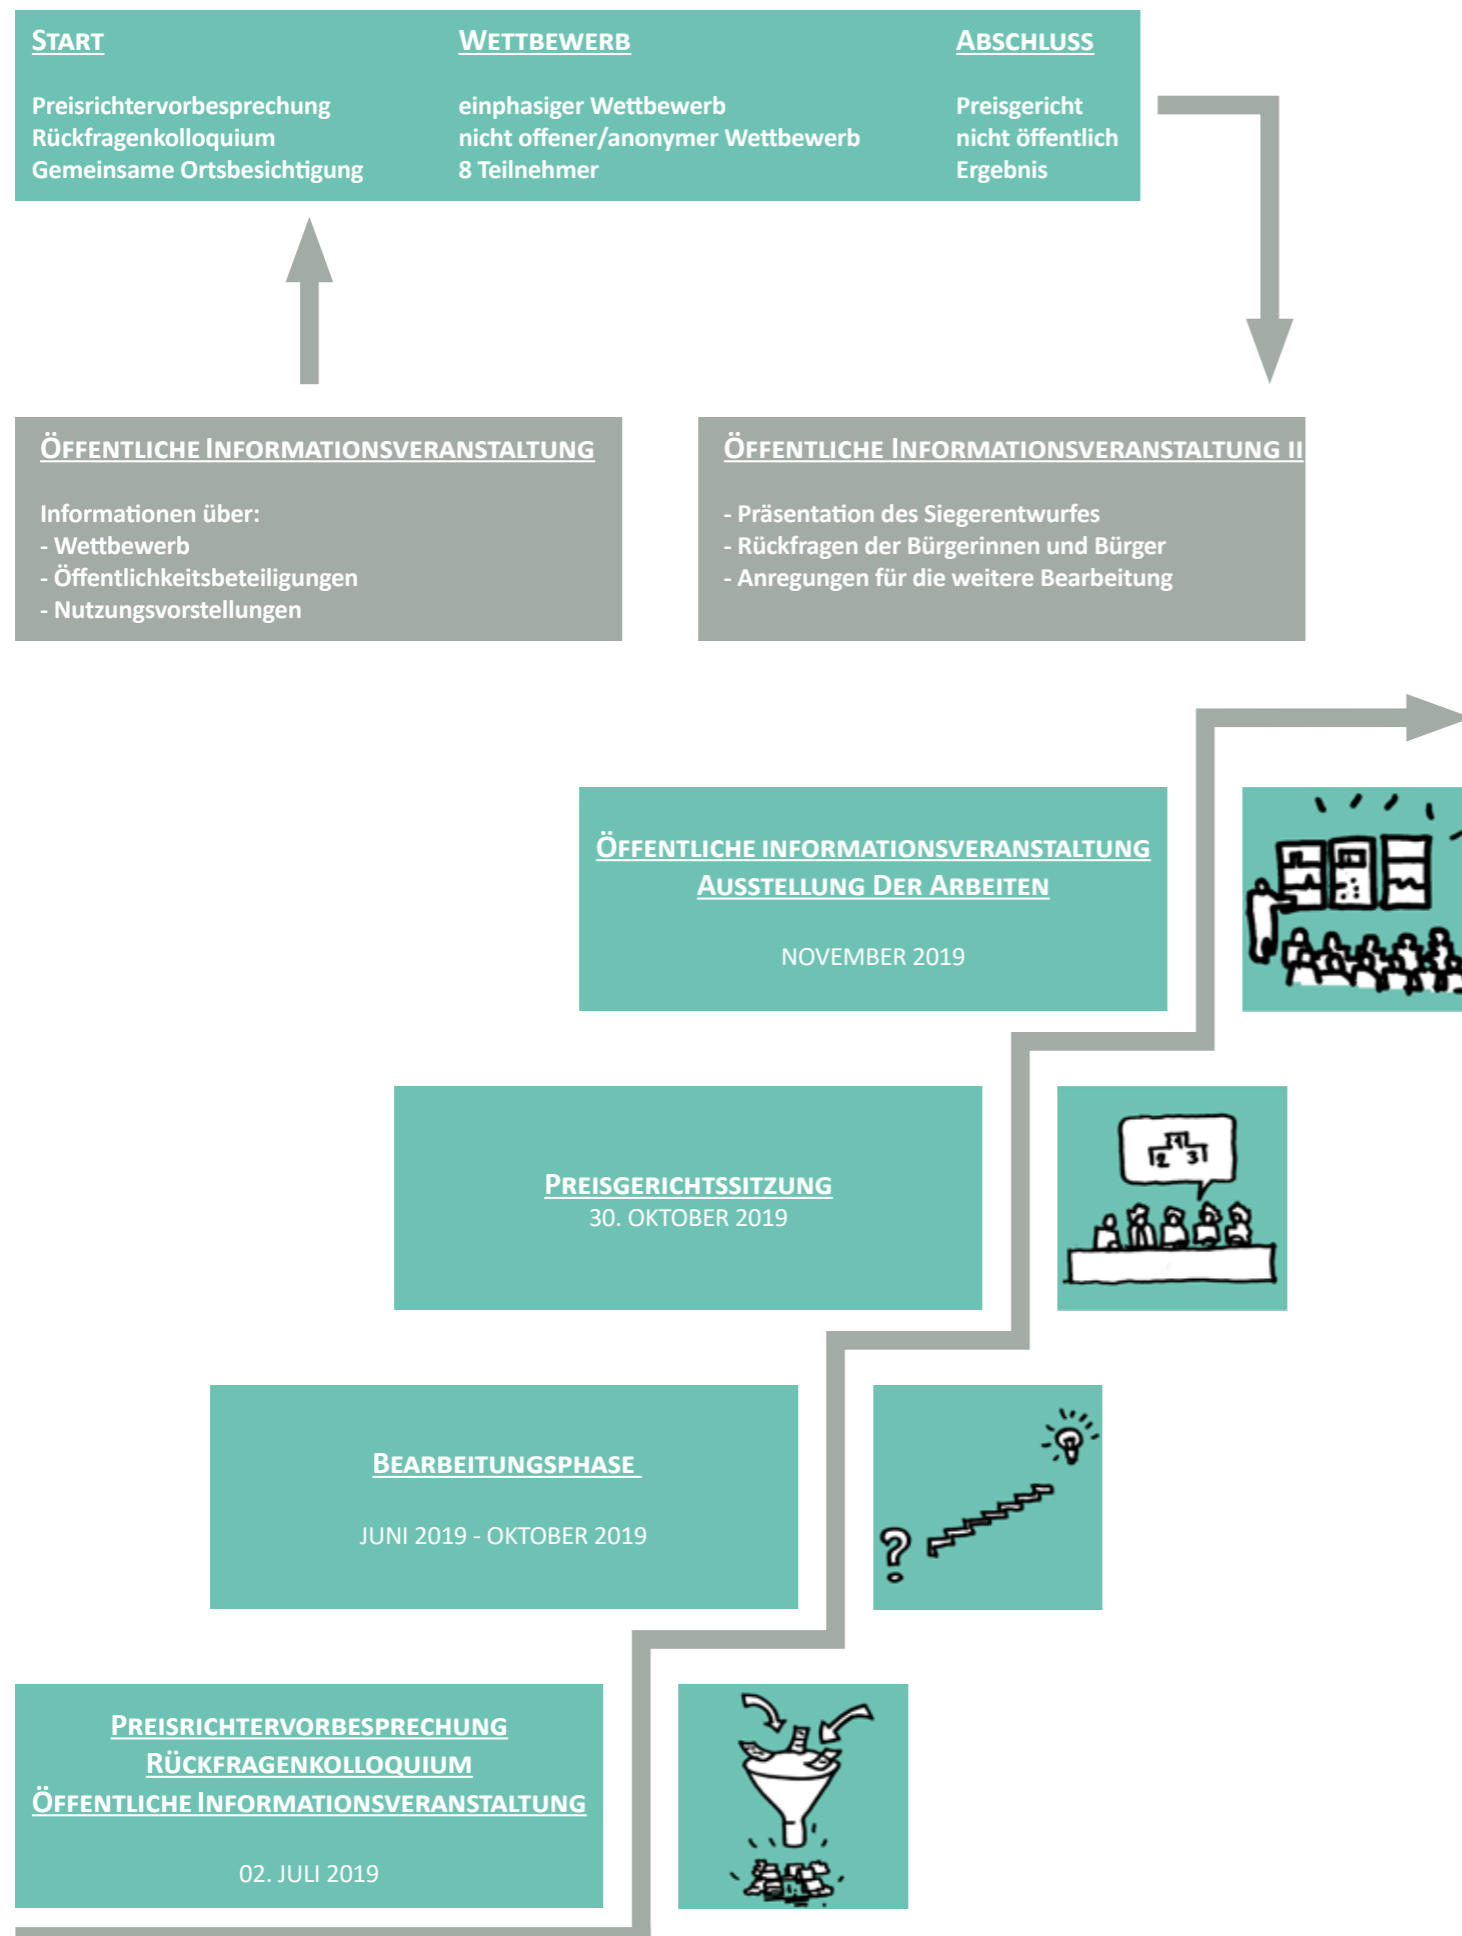 START
Preisrichtervorbesprechung
Rückfragenkolloquium
Gemeinsame Ortsbesichtigung
WETTBEWERB
einphasiger Wettbewerb
nicht offener/anonymer Wettbewerb
8 Teilnehmer
ABSCHLUSS
Preisgericht
nicht öffentlich
Ergebnis
ÖFFENTLICHE INFORMATIONSVERANSTALTUNG
Informationen über:
- Wettbewerb
- Öffentlichkeitsbeteiligungen
- Nutzungsvorstellungen
ÖFFENTLICHE INFORMATIONSVERANSTALTUNG II
- Präsentation des Siegerentwurfes
- Rückfragen der Bürgerinnen und Bürger
- Anregungen für die weitere Bearbeitung
ÖFFENTLICHE INFORMATIONSVERANSTALTUNG
AUSSTELLUNG DER ARBEITEN
NOVEMBER 2019
PREISGERICHTSSITZUNG
30. OKTOBER 2019
1
2 3
BEARBEITUNGSPHASE
JUNI 2019 - OKTOBER 2019
?
PREISRICHTERVORBESPRECHUNG
RÜCKFRAGENKOLLOQUIUM
ÖFFENTLICHE INFORMATIONSVERANSTALTUNG
02. JULI 2019